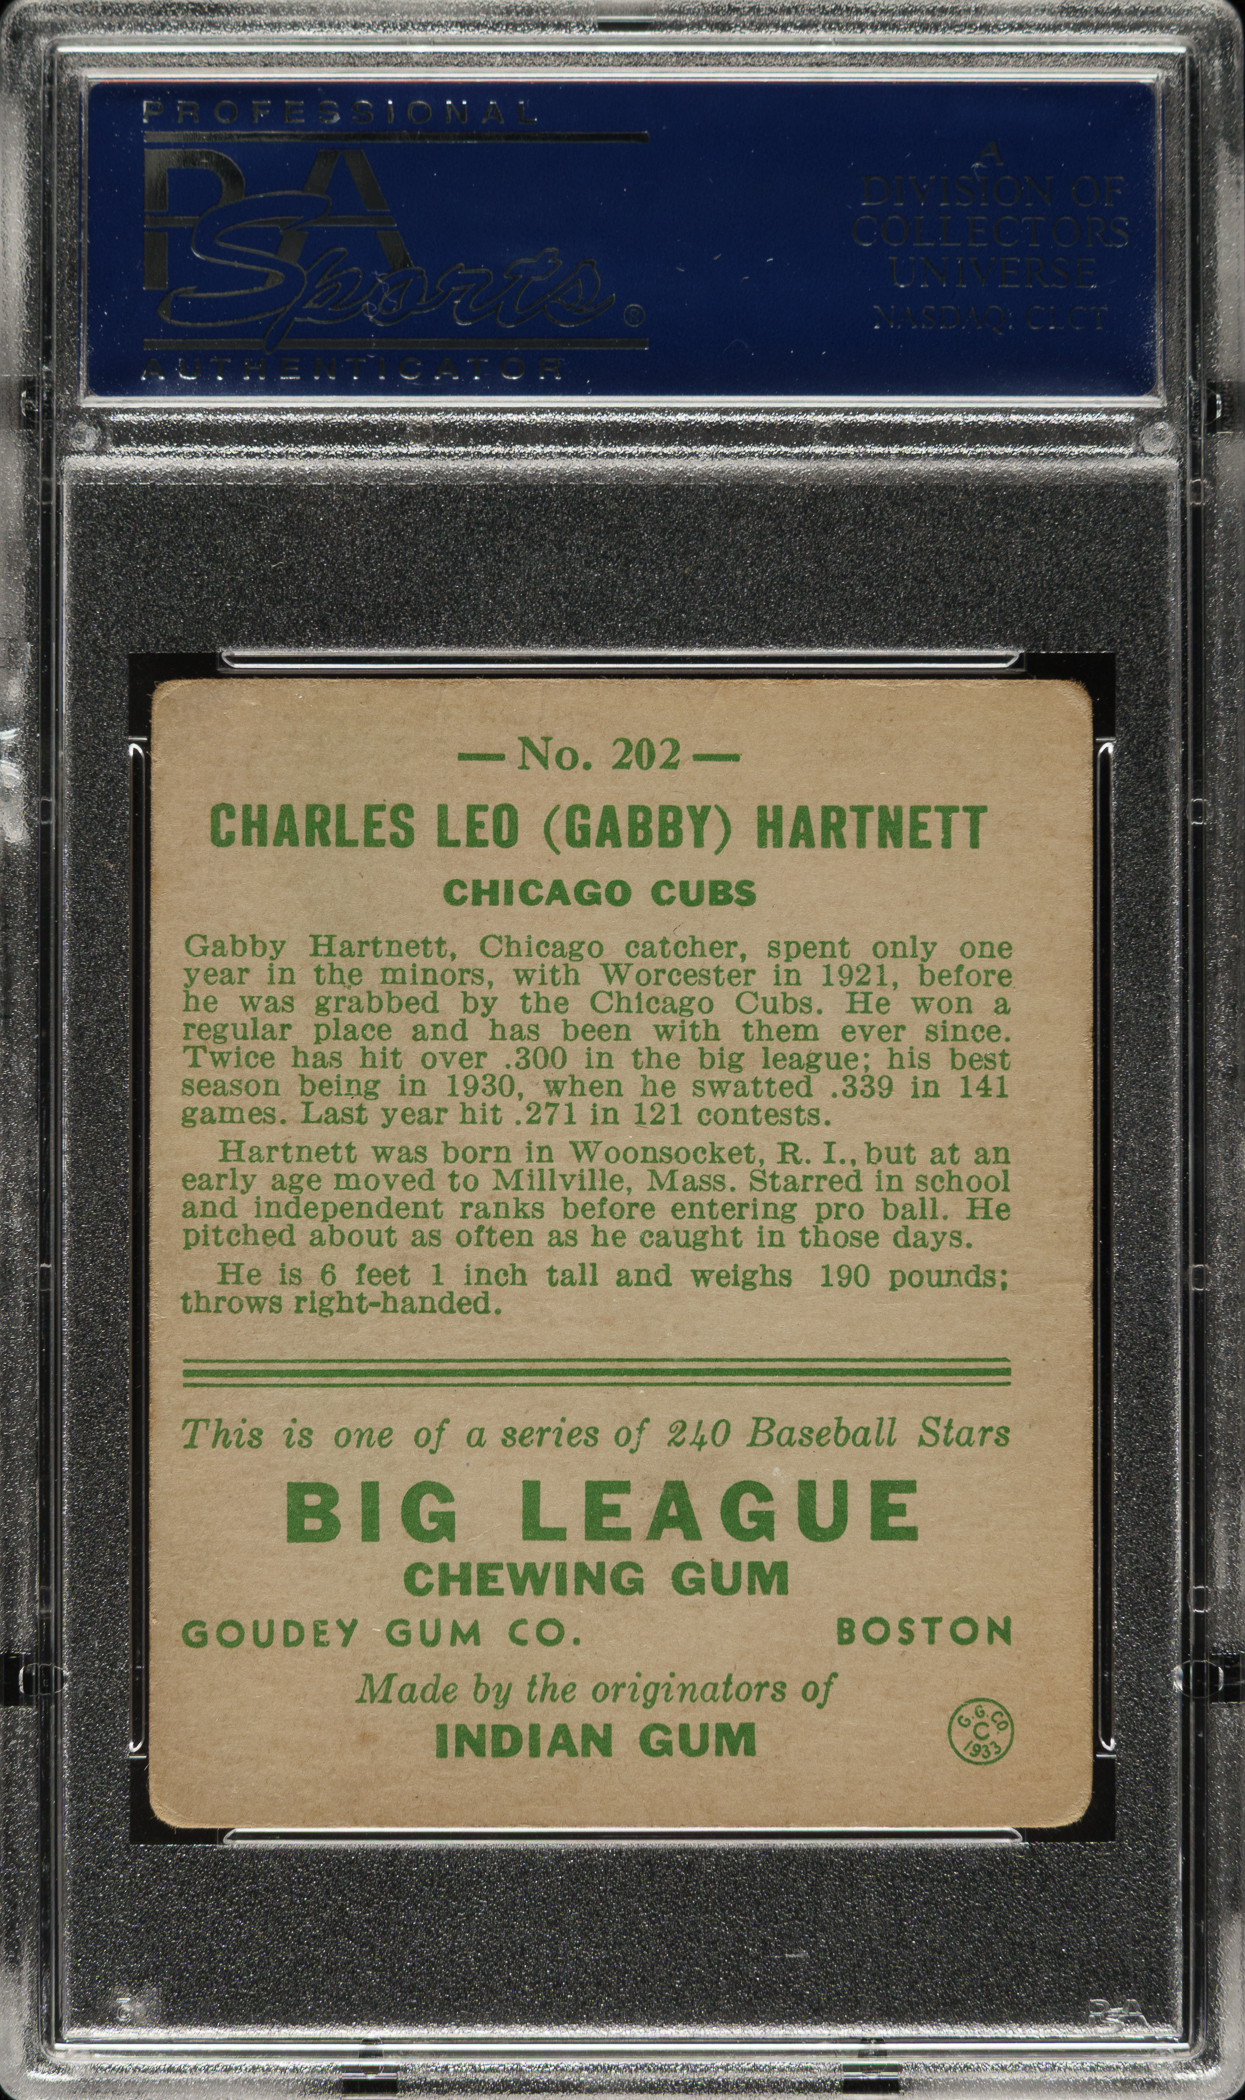 PROFESSIONAL
PSA
Sports ®
AUTHENTICATOR
A
DIVISION OF
COLLECTORS
UNIVERSE
NASDAQ: CLCT
— No. 202 —
CHARLES LEO (GABBY) HARTNETT
CHICAGO CUBS
Gabby Hartnett, Chicago catcher, spent only one
year in the minors, with Worcester in 1921, before
he was grabbed by the Chicago Cubs. He won a
regular place and has been with them ever since.
Twice has hit over .300 in the big league; his best
season being in 1930, when he swatted .339 in 141
games. Last year hit .271 in 121 contests.
Hartnett was born in Woonsocket, R. I., but at an
early age moved to Millville, Mass. Starred in school
and independent ranks before entering pro ball. He
pitched about as often as he caught in those days.
He is 6 feet 1 inch tall and weighs 190 pounds;
throws right-handed.
This is one of a series of 240 Baseball Stars
BIG LEAGUE
CHEWING GUM
GOUDEY GUM CO. BOSTON
Made by the originators of
INDIAN GUM
G. G. CO.
C
1933
PSA